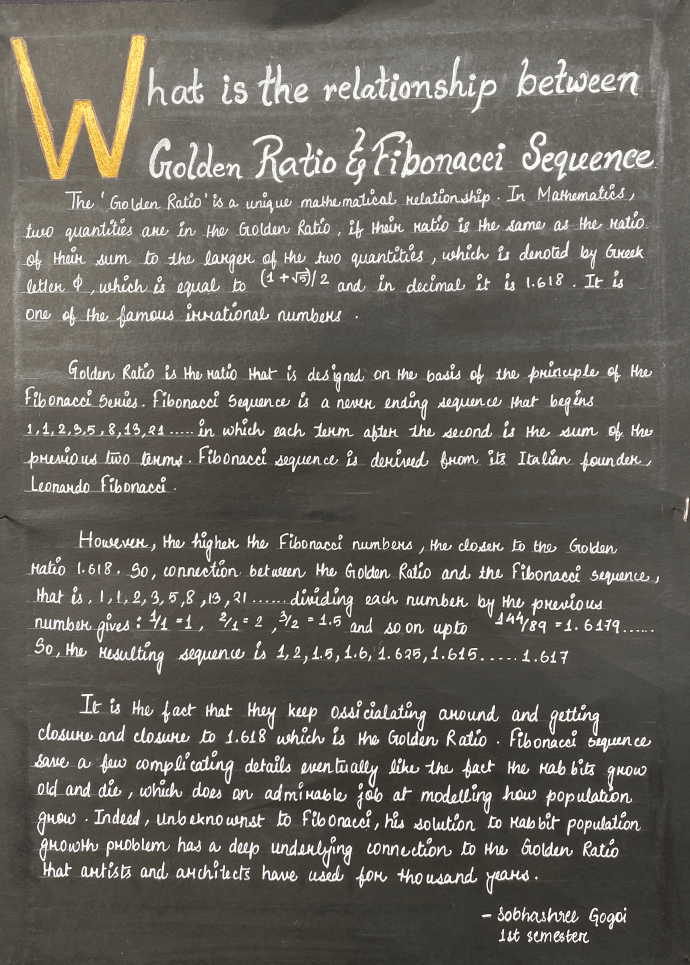 What is the relationship between
Golden Ratio & Fibonacci Sequence?
The 'Golden Ratio' is a unique mathematical relationship. In Mathematics,
two quantities are in the Golden Ratio, if their ratio is the same as the ratio
of their sum to the larger of the two quantities, which is denoted by Greek
letter ϕ, which is equal to (1+√5)/2 and in decimal it is 1.618. It is
one of the famous irrational numbers.
Golden Ratio is the ratio that is designed on the basis of the principle of the
Fibonacci Series. Fibonacci Sequence is a never ending sequence that begins
1,1,2,3,5,8,13,21..... in which each term after the second is the sum of the
previous two terms. Fibonacci sequence is derived from its Italian founder,
Leonardo Fibonacci.
However, the higher the Fibonacci numbers, the closer to the Golden
ratio 1.618. So, connection between the Golden Ratio and the Fibonacci sequence,
that is, 1,1,2,3,5,8,13,21......dividing each number by the previous
number gives: 1/1=1, 2/1=2, 3/2=1.5 and so on upto 144/89=1.6179.....
So, the resulting sequence is 1,2,1.5,1.6,1.625,1.615.....1.617
It is the fact that they keep ossicialating around and getting
closure and closure to 1.618 which is the Golden Ratio. Fibonacci sequence
save a few complicating details eventually like the fact the rabbits grow
old and die, which does an admirable job at modelling how population
grow. Indeed, unbeknownst to Fibonacci, his solution to rabbit population
growth problem has a deep underlying connection to the Golden Ratio
that artists and architects have used for thousand years.
- Sobhashree Gogoi
1st semester